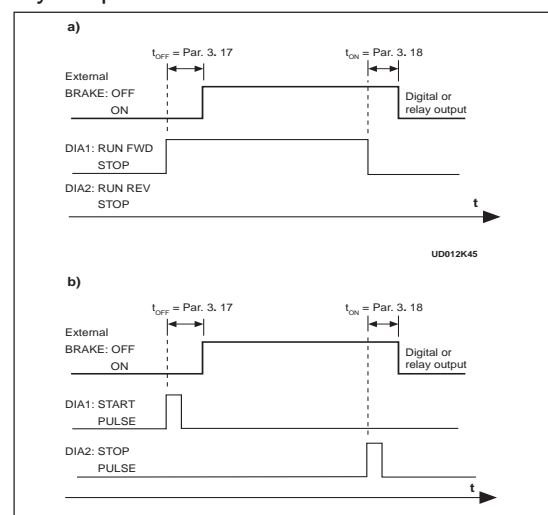 a)
t_OFF = Par. 3. 17 t_ON = Par. 3. 18
External
BRAKE: OFF
ON
Digital or
relay output
DIA1: RUN FWD
STOP
DIA2: RUN REV
STOP
t
UD012K45
b)
t_OFF = Par. 3. 17 t_ON = Par. 3. 18
External
BRAKE: OFF
ON
Digital or
relay output
DIA1: START
PULSE
DIA2: STOP
PULSE
t